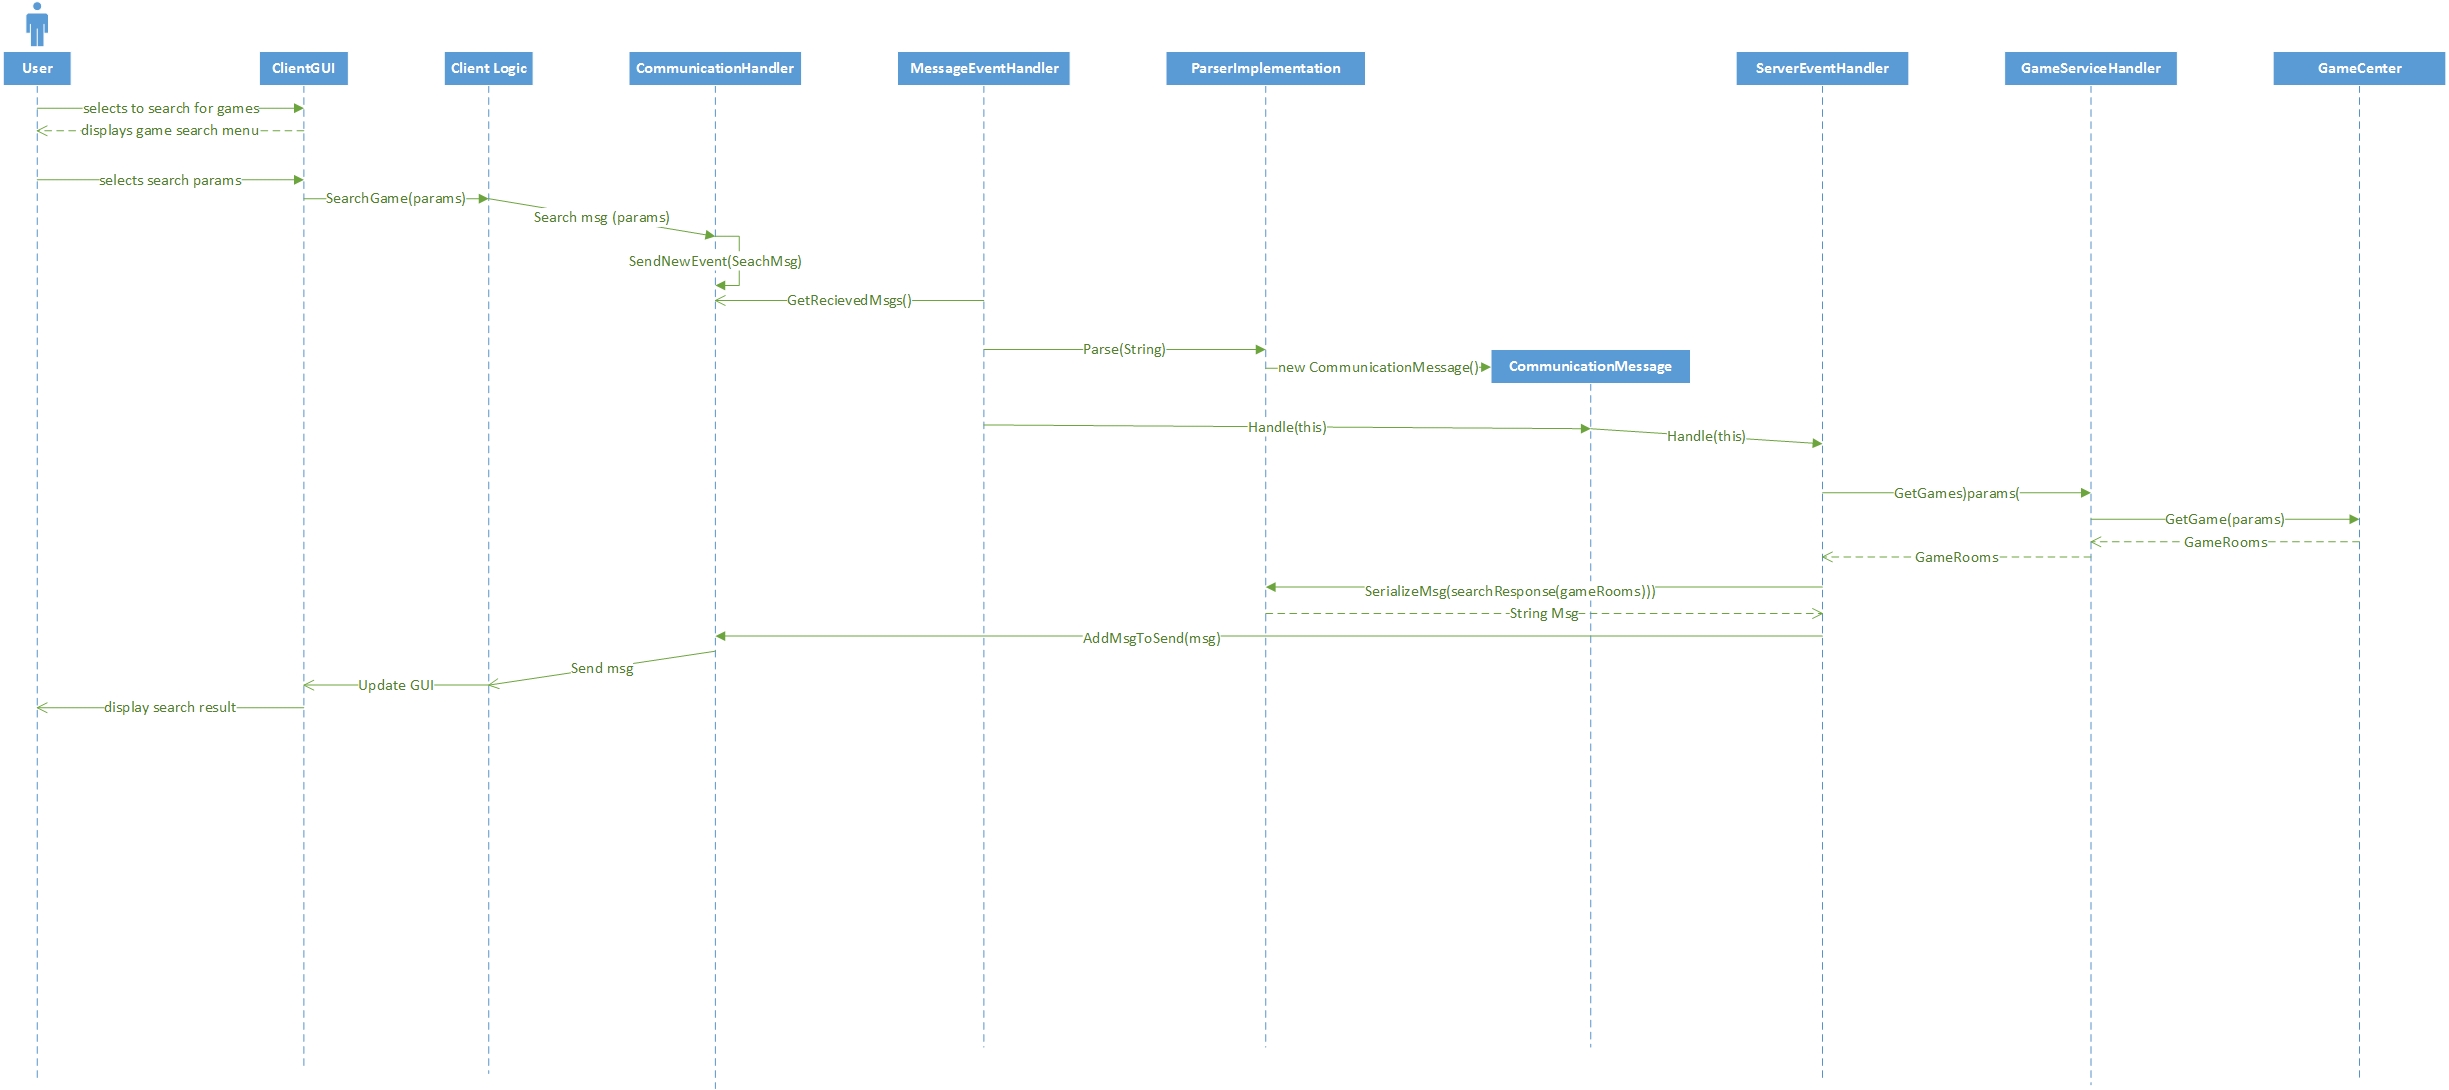 User
ClientGUI
Client Logic
CommunicationHandler
MessageEventHandler
ParserImplementation
ServerEventHandler
GameServiceHandler
GameCenter
selects to search for games
displays game search menu
selects search params
SearchGame(params)
Search msg (params)
SendNewEvent(SeachMsg)
GetRecievedMsgs()
Parse(String)
new CommunicationMessage()
CommunicationMessage
Handle(this)
Handle(this)
GetGames)params(
GetGame(params)
GameRooms
GameRooms
SerializeMsg(searchResponse(gameRooms)))
String Msg
AddMsgToSend(msg)
Send msg
Update GUI
display search result